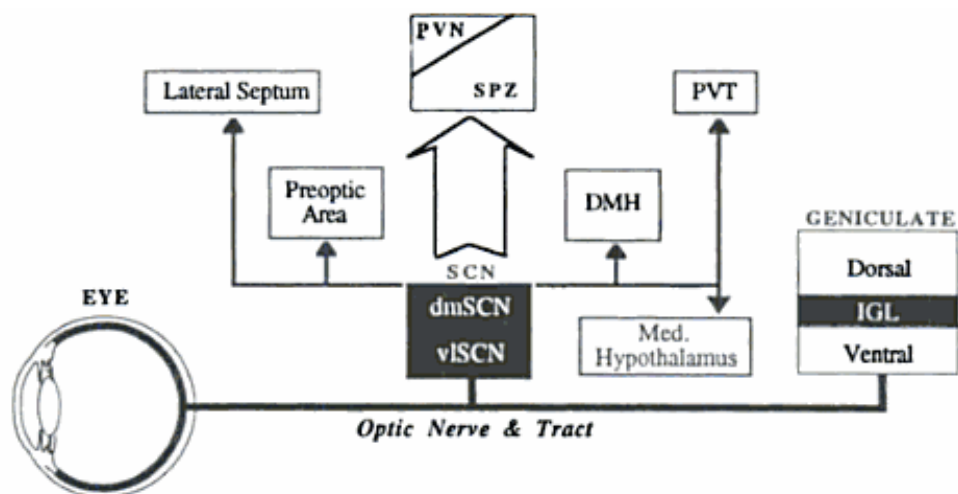 PVN
SPZ
Lateral Septum
PVT
Preoptic
Area
DMH
GENICULATE
Dorsal
IGL
Ventral
SCN
dmSCN
vlSCN
Med.
Hypothalamus
EYE
Optic Nerve & Tract